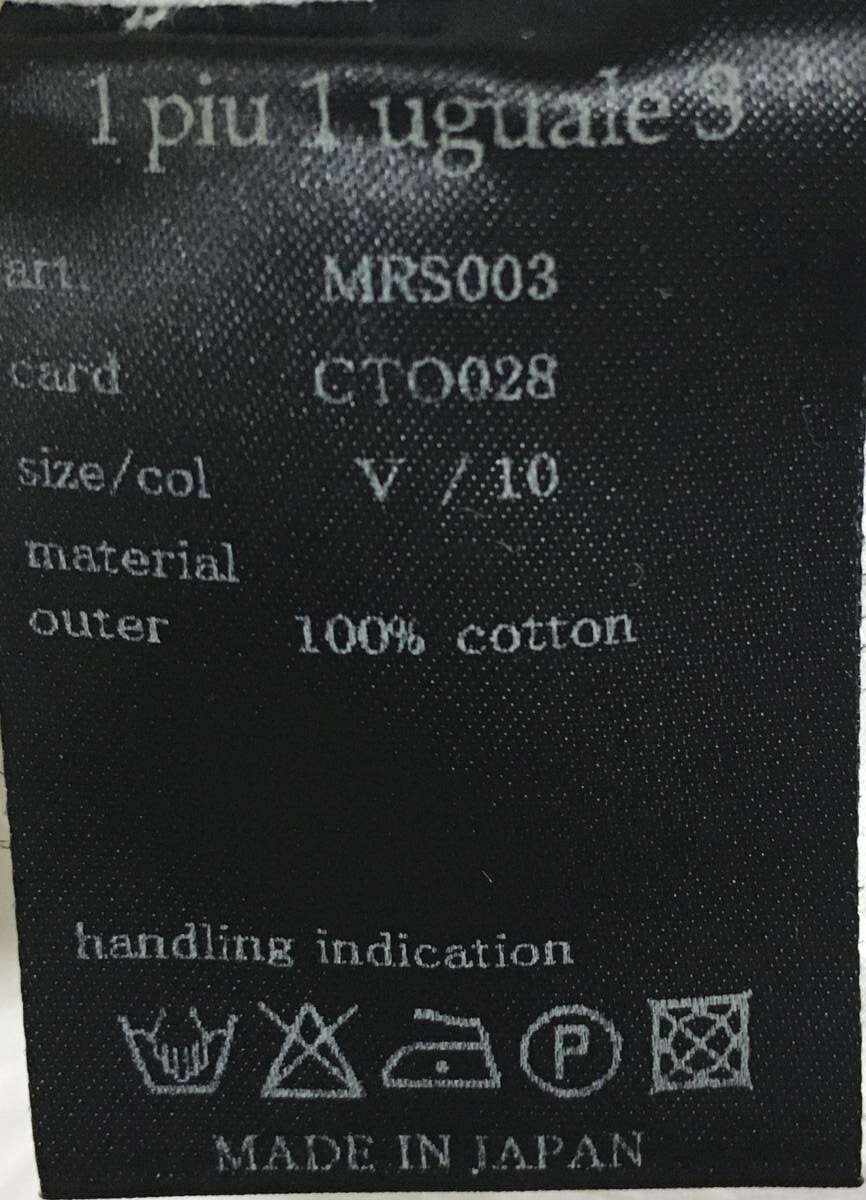 1 piu 1 uguale 3
art. MRS003
card CTO028
size/col V / 10
material
outer 100% cotton
handling indication
P
MADE IN JAPAN